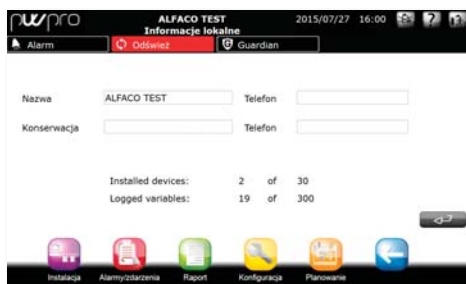 pwpro ALFACO TEST 2015/07/27 16:00 ?
Informacje lokalne
Alarm Odśwież Guardian
Nazwa ALFACO TEST Telefon
Konserwacja Telefon
Installed devices: 2 of 30
Logged variables: 19 of 300
Instalacja Alarmy/zdarzenia Raport Konfiguracja Planowanie